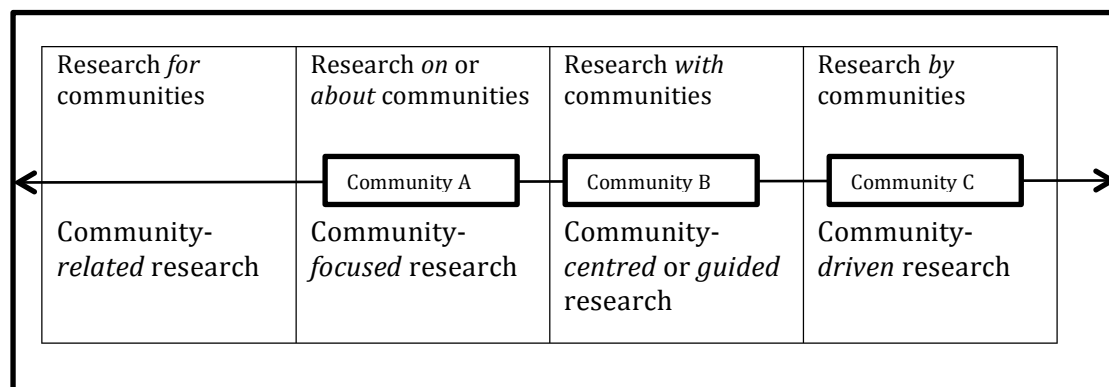 Research for
communities
Research on or
about communities
Research with
communities
Research by
communities
Community A
Community B
Community C
Community-
related research
Community-
focused research
Community-
centred or guided
research
Community-
driven research